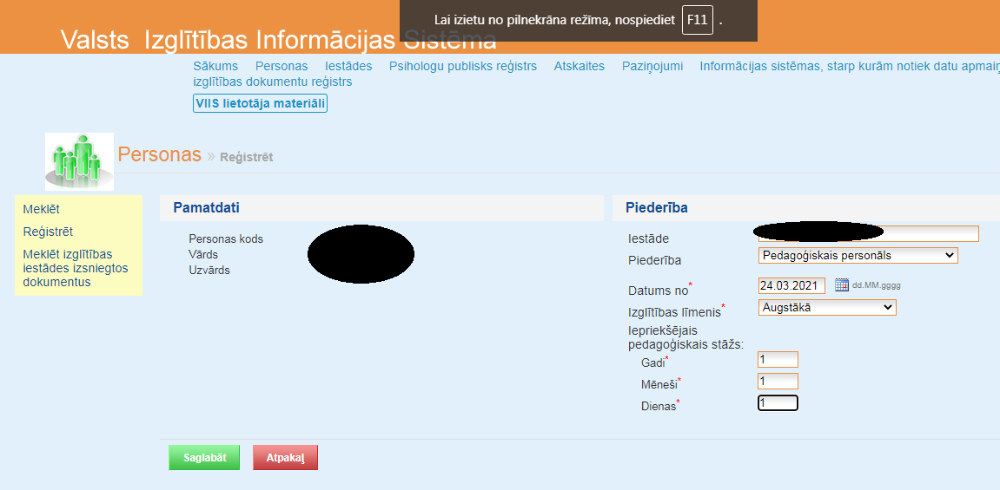 Lai izietu no pilnekrāna režīma, nospiediet F11 .
Valsts Izglītības Informācijas Sistēma
Sākums Personas Iestādes Psihologu publisks reģistrs Atskaites Paziņojumi Informācijas sistēmas, starp kurām notiek datu
izglītības dokumentu reģistrs
VIIS lietotāja materiāli
Personas » Reģistrēt
Meklēt
Reģistrēt
Meklēt izglītības
iestādes izsniegtos
dokumentus
Pamatdati
Personas kods
Vārds
Uzvārds
Piederība
Iestāde
Piederība Pedagoģiskais personāls
Datums no* 24.03.2021 dd.MM.gggg
Izglītības līmenis* Augstākā
Iepriekšējais
pedagoģiskais stāžs:
Gadi* 1
Mēneši* 1
Dienas* 1
Saglabāt Atpakaļ